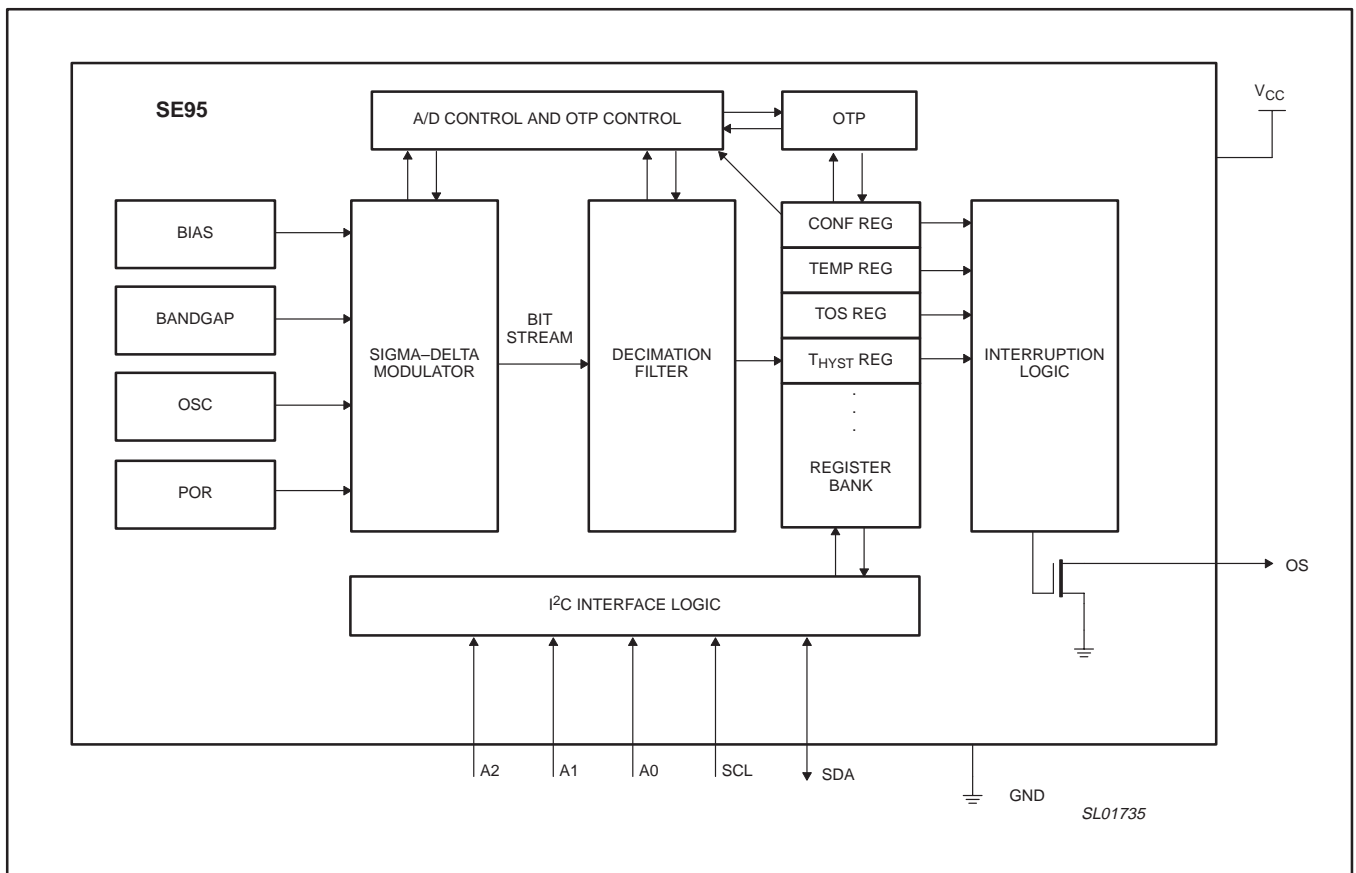 SE95
A/D CONTROL AND OTP CONTROL
OTP
VCC
BIAS
BANDGAP
OSC
POR
SIGMA–DELTA
MODULATOR
BIT
STREAM
DECIMATION
FILTER
CONF REG
TEMP REG
TOS REG
THYST REG
.
.
.
REGISTER
BANK
INTERRUPTION
LOGIC
OS
I2C INTERFACE LOGIC
A2
A1
A0
SCL
SDA
GND
SL01735